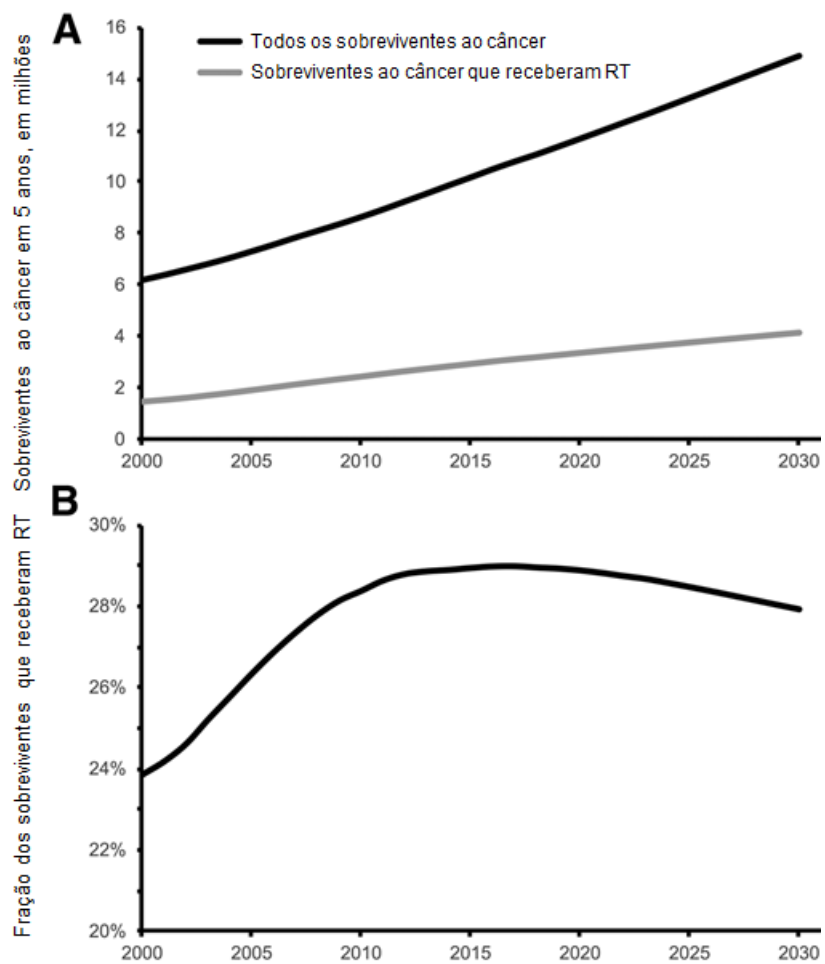 A
Todos os sobreviventes ao câncer
Sobreviventes ao câncer que receberam RT
Sobreviventes ao câncer em 5 anos, em milhões
16
14
12
10
8
6
4
2
0
2000 2005 2010 2015 2020 2025 2030
B
Fração dos sobreviventes que receberam RT
30%
28%
26%
24%
22%
20%
2000 2005 2010 2015 2020 2025 2030